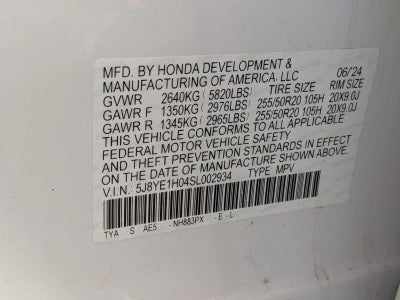 MFD. BY HONDA DEVELOPMENT &
MANUFACTURING OF AMERICA, LLC 06/'24
GVWR 2640KG 5820LBS TIRE SIZE RIM SIZE
GAWR F 1350KG 2976LBS 255/50R20 105H 20X9.0J
GAWR R 1345KG 2965LBS 255/50R20 105H 20X9.0J
THIS VEHICLE CONFORMS TO ALL APPLICABLE
FEDERAL MOTOR VEHICLE SAFETY
AND THEFT PREVENTION STANDARDS IN EFFECT
ON THE DATE OF MANUFACTURE SHOWN ABOVE.
V.I.N.: 5J8YE1H04SL002934 TYPE: MPV
TYA S AE5 - NH883PX - E - L